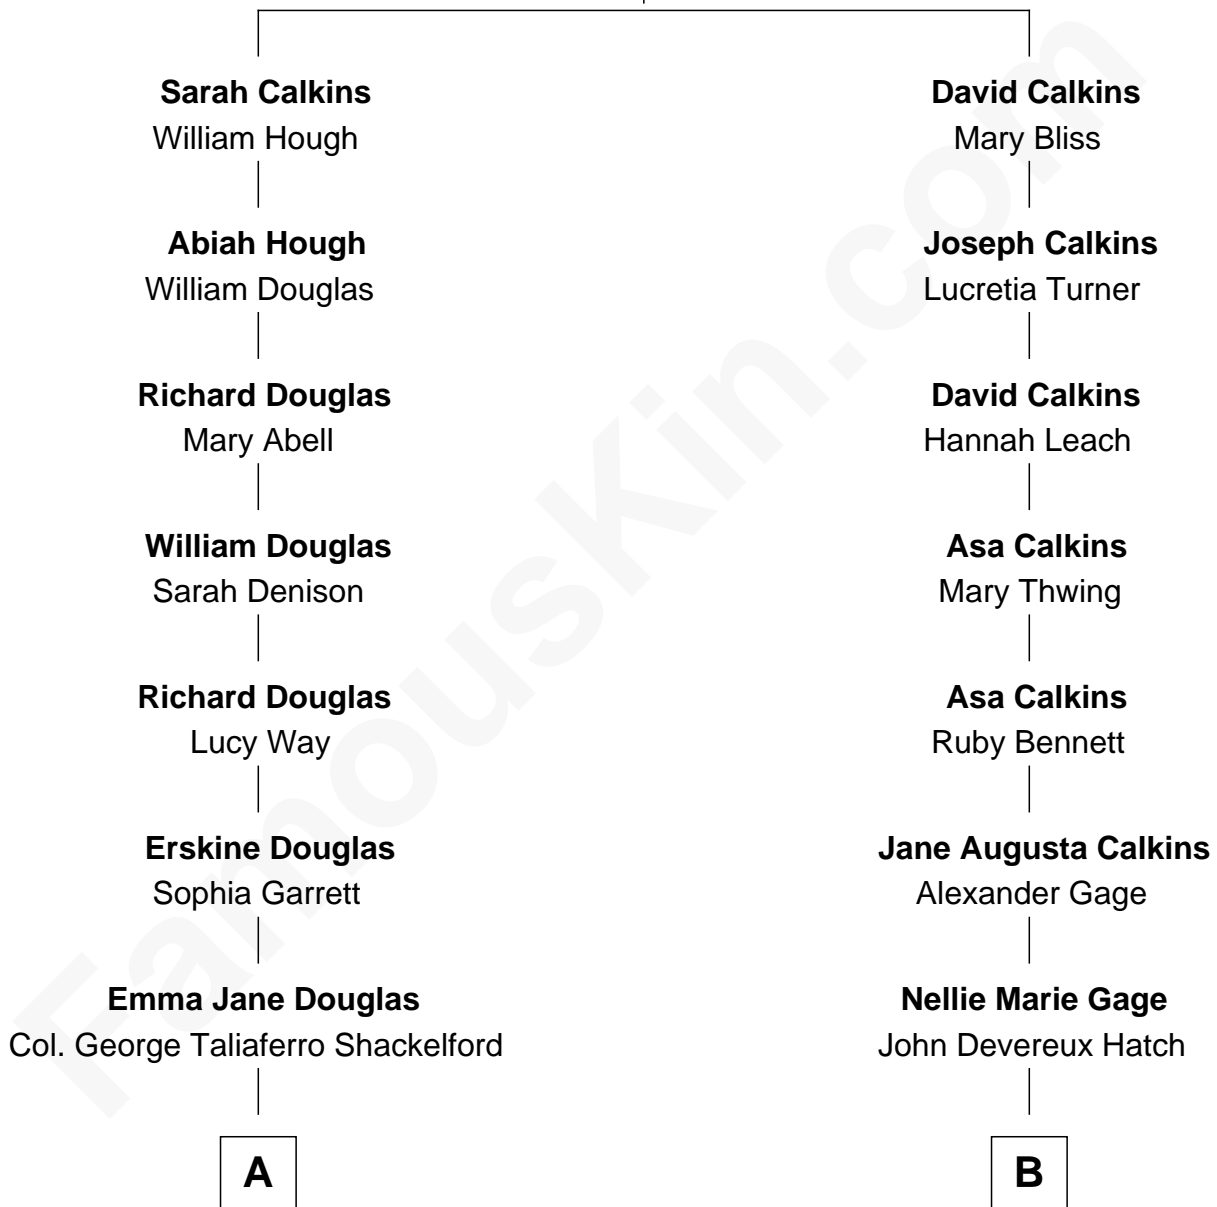 Sarah Calkins
William Hough
Abiah Hough
William Douglas
Richard Douglas
Mary Abell
William Douglas
Sarah Denison
Richard Douglas
Lucy Way
Erskine Douglas
Sophia Garrett
Emma Jane Douglas
Col. George Taliaferro Shackelford
A
David Calkins
Mary Bliss
Joseph Calkins
Lucretia Turner
David Calkins
Hannah Leach
Asa Calkins
Mary Thwing
Asa Calkins
Ruby Bennett
Jane Augusta Calkins
Alexander Gage
Nellie Marie Gage
John Devereux Hatch
B
FamousKin.com